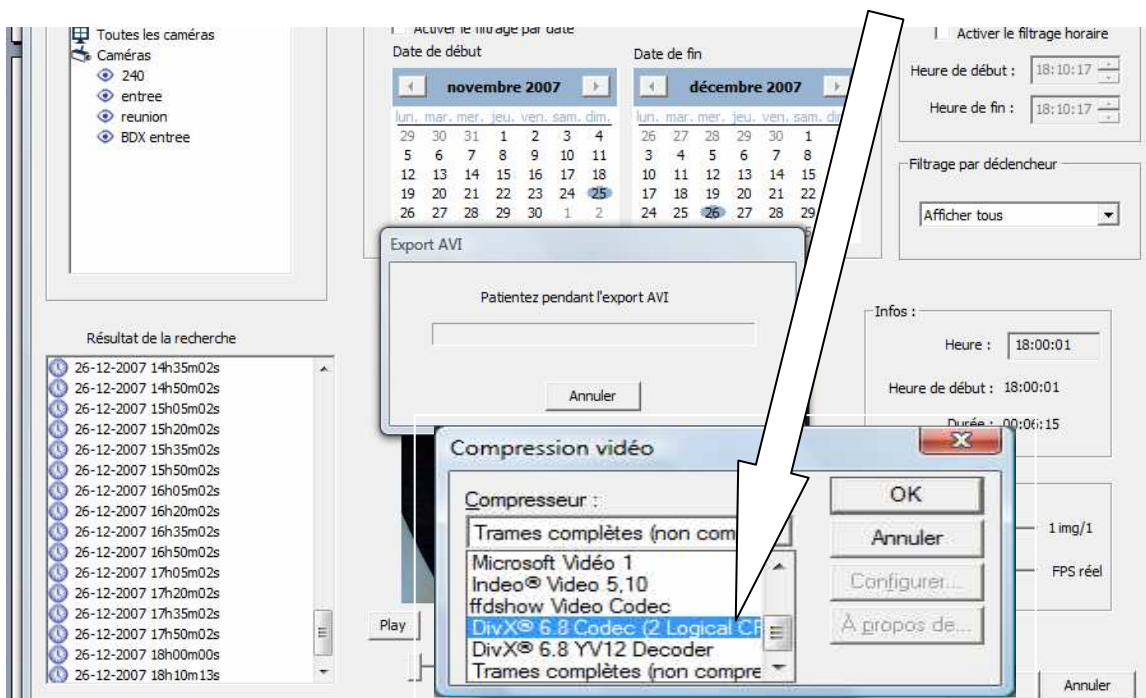 Toutes les caméras
Caméras
240
entree
reunion
BDX entree
Activer le filtrage par date
Date de début
novembre 2007
lun. mar. mer. jeu. ven. sam. dim.
29 30 31 1 2 3 4
5 6 7 8 9 10 11
12 13 14 15 16 17 18
19 20 21 22 23 24 25
26 27 28 29 30 1 2
Date de fin
décembre 2007
lun. mar. mer. jeu. ven. sam.
26 27 28 29 30 1
3 4 5 6 7 8
10 11 12 13 14 15
17 18 19 20 21 22
24 25 26 27 28 29
Activer le filtrage horaire
Heure de début : 18:10:17
Heure de fin : 18:10:17
Filtrage par déclencheur
Afficher tous
Export AVI
Patientez pendant l'export AVI
Annuler
Résultat de la recherche
26-12-2007 14h35m02s
26-12-2007 14h50m02s
26-12-2007 15h05m02s
26-12-2007 15h20m02s
26-12-2007 15h35m02s
26-12-2007 15h50m02s
26-12-2007 16h05m02s
26-12-2007 16h20m02s
26-12-2007 16h35m02s
26-12-2007 16h50m02s
26-12-2007 17h05m02s
26-12-2007 17h20m02s
26-12-2007 17h35m02s
26-12-2007 17h50m02s
26-12-2007 18h00m00s
26-12-2007 18h10m13s
Infos :
Heure : 18:00:01
Heure de début : 18:00:01
Durée : 00:06:15
Compression vidéo
Compresseur :
Trames complètes (non com
Microsoft Vidéo 1
Indeo® Video 5,10
ffdshow Video Codec
DivX® 6.8 Codec (2 Logical CP
DivX® 6.8 YV12 Decoder
Trames complètes (non compre
OK
Annuler
Configurer...
À propos de...
1 img/1
FPS réel
Play
Annuler